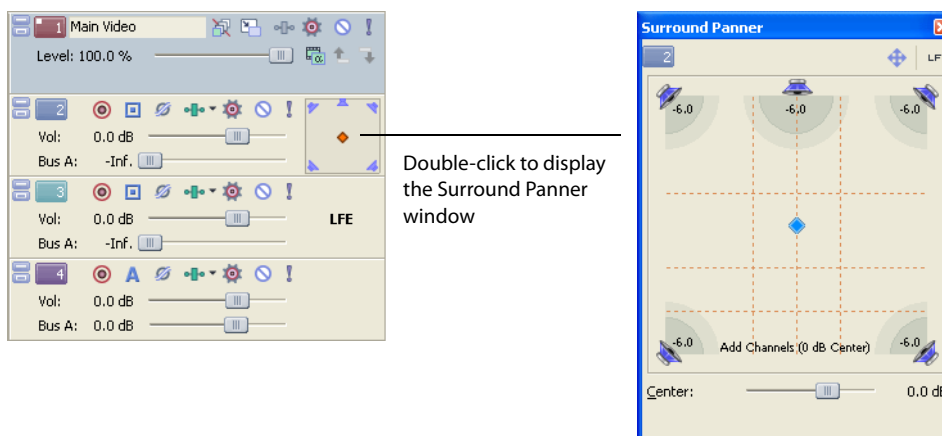 1 Main Video
Level: 100.0 %
2
Vol: 0.0 dB
Bus A: -Inf.
3
Vol: 0.0 dB
LFE
Bus A: -Inf.
4
A
Vol: 0.0 dB
Bus A: 0.0 dB
Double-click to display
the Surround Panner
window
Surround Panner
2
-6.0 -6.0 -6.0
-6.0 Add Channels (0 dB Center) -6.0
Center: 0.0 dB